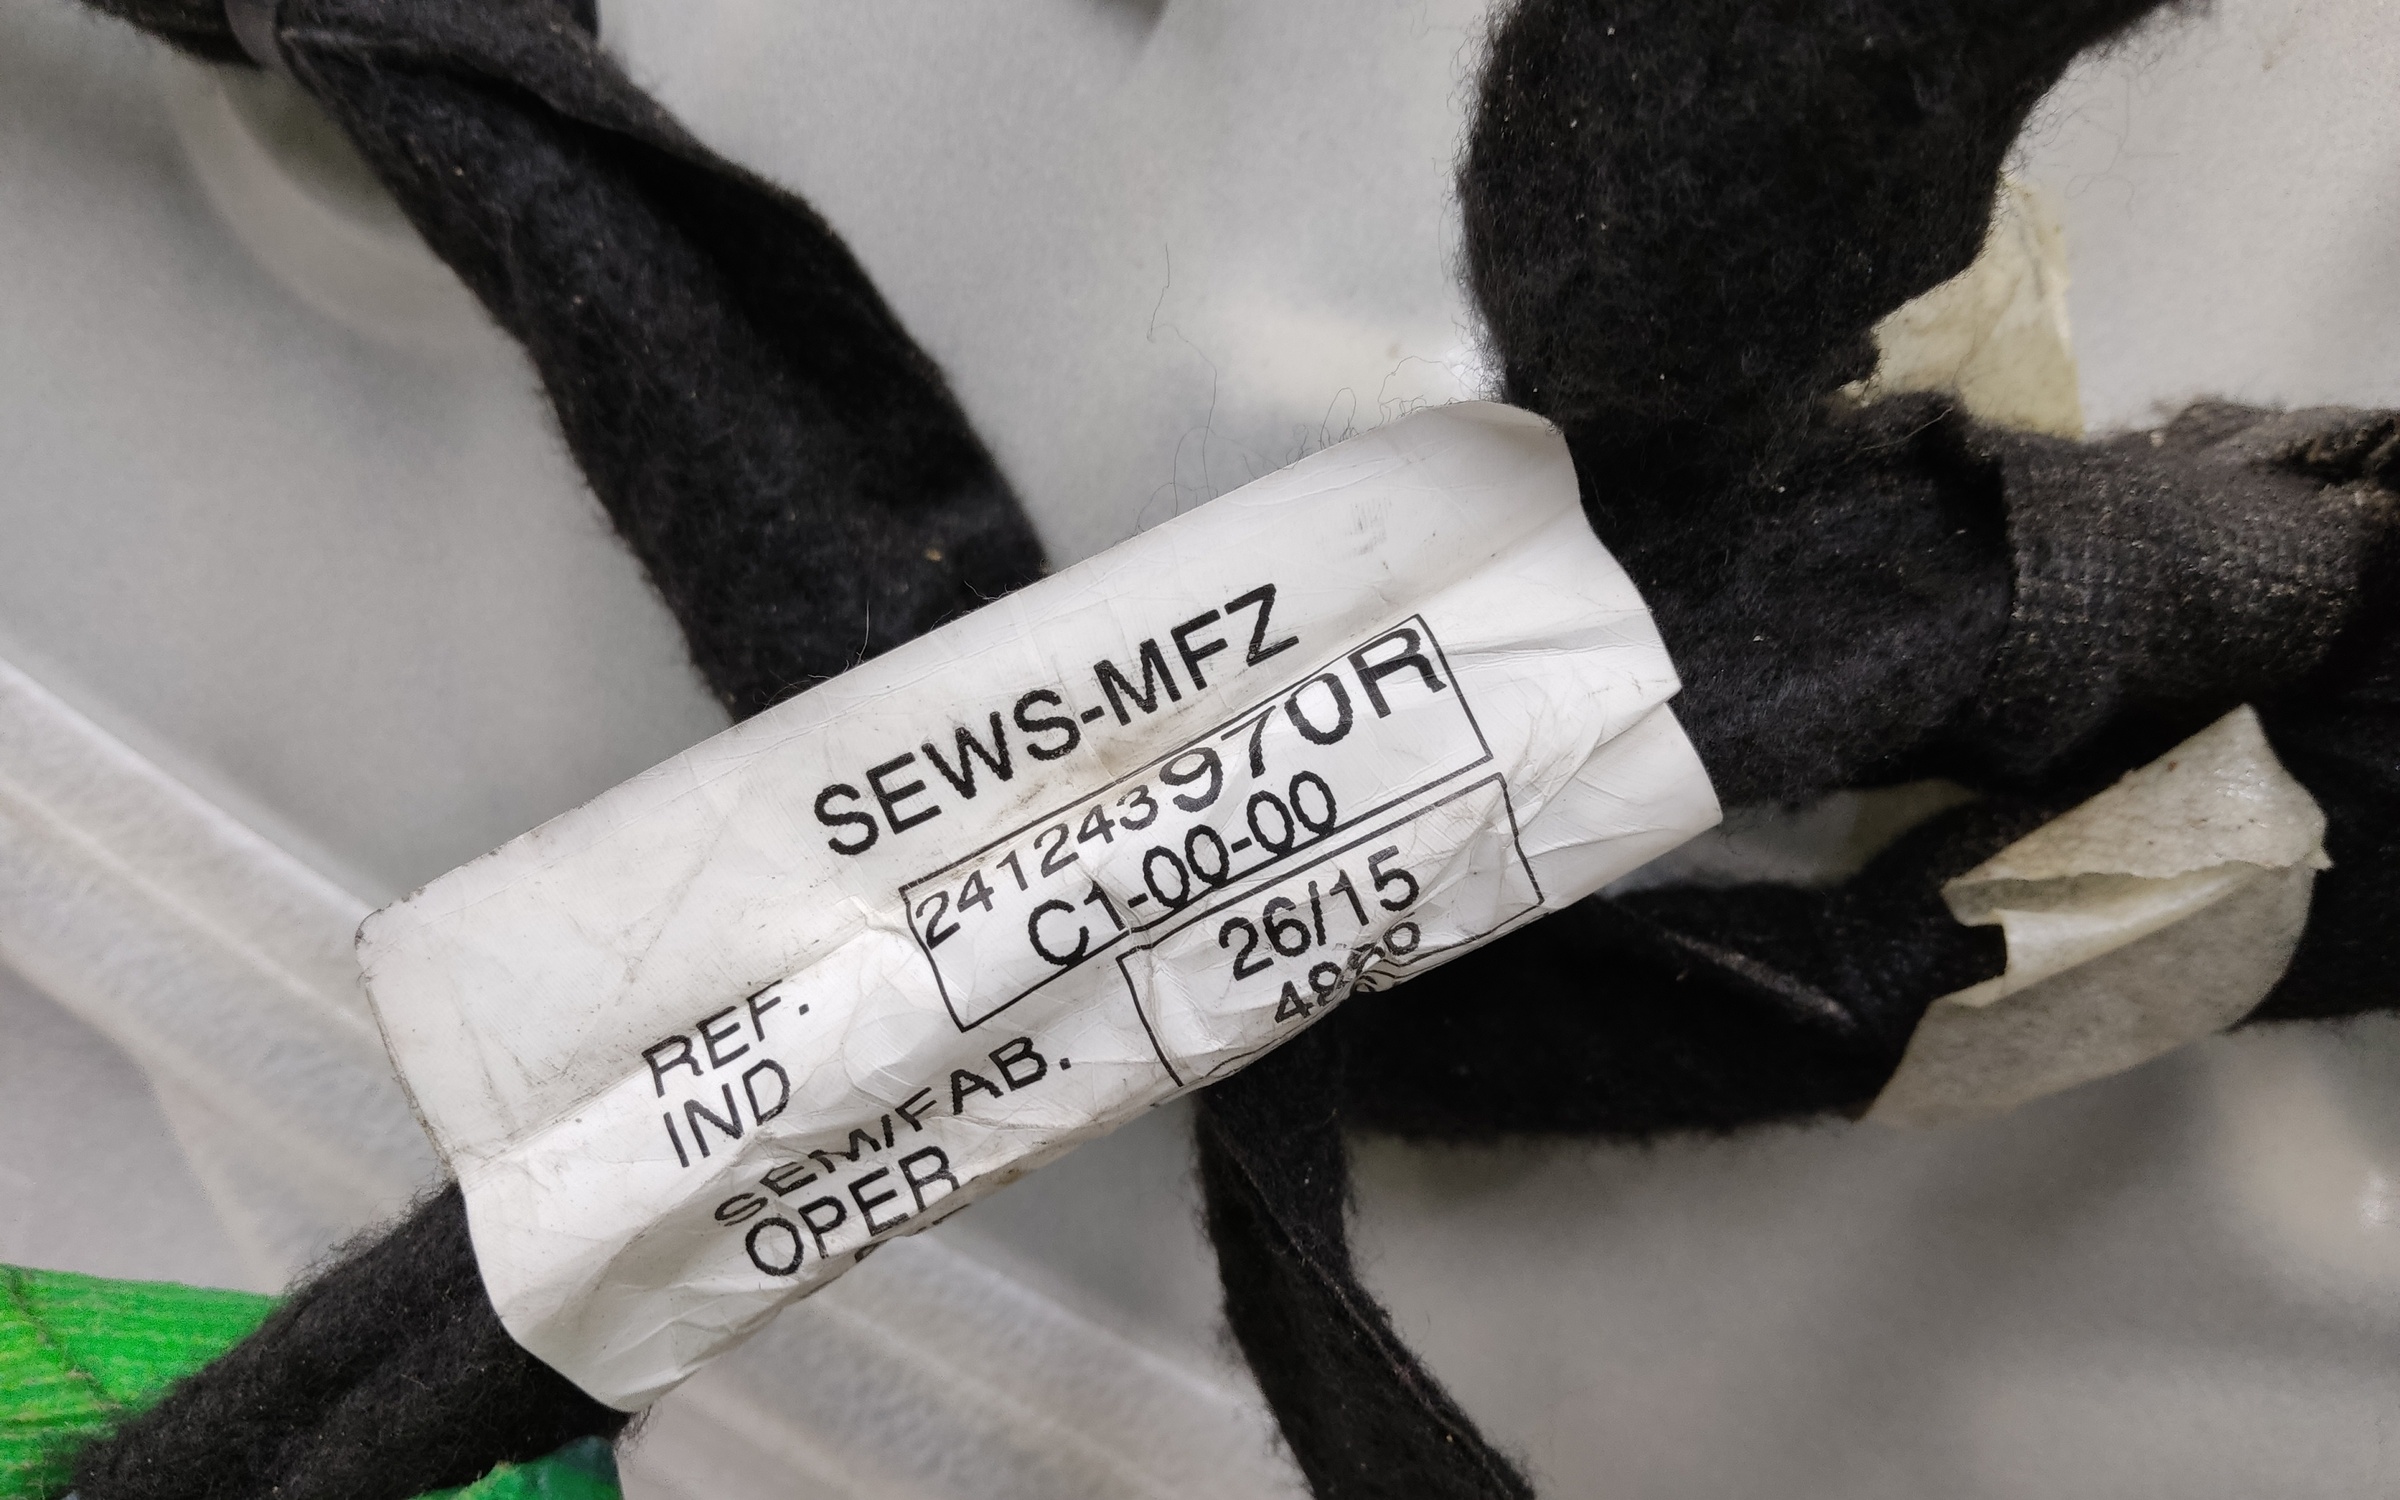 SEWS-MFZ
REF. 241243970R
IND C1-00-00
SEM/FAB. 26/15
OPER